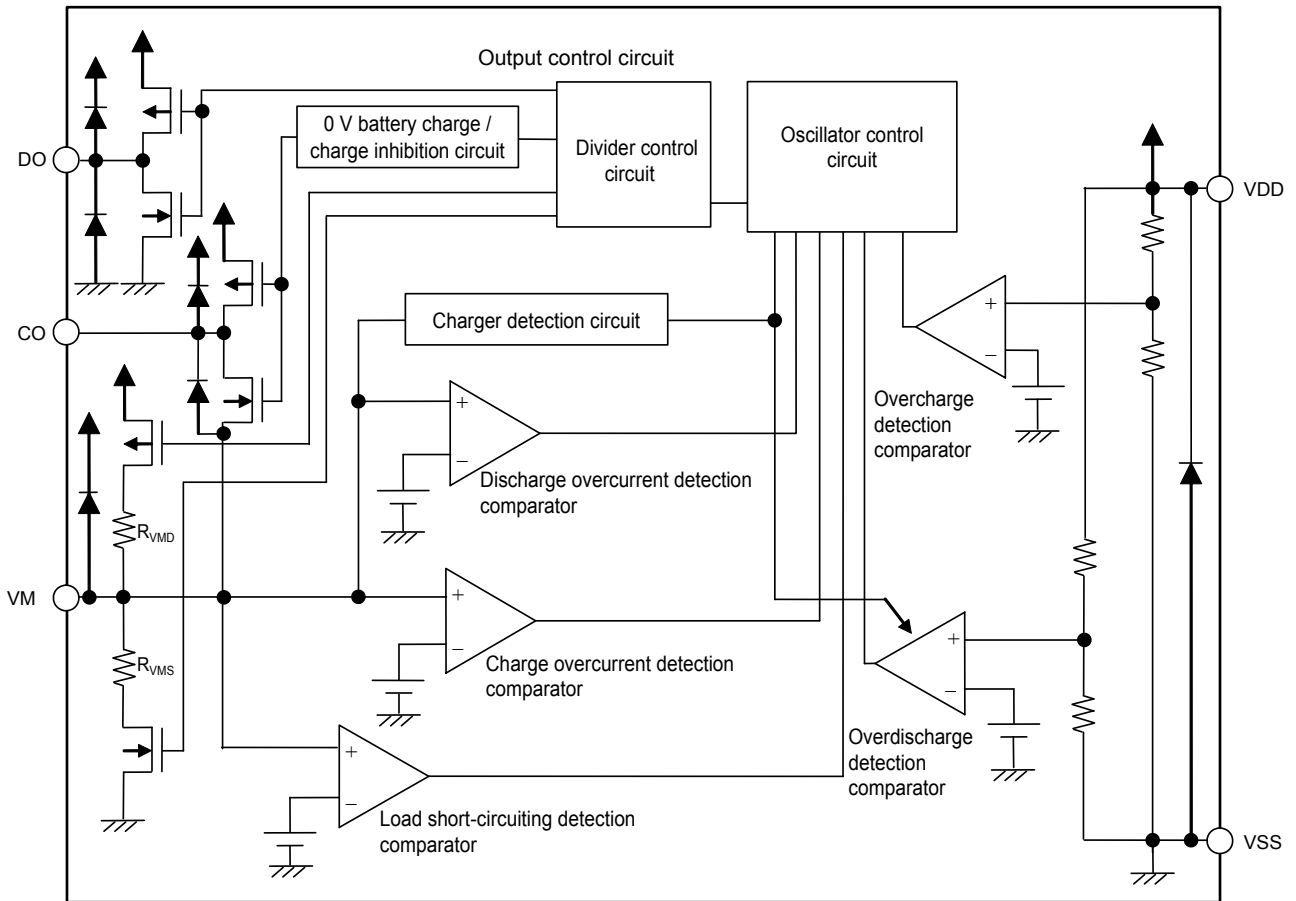 Output control circuit
0 V battery charge /
charge inhibition circuit
Divider control
circuit
Oscillator control
circuit
DO
VDD
CO
Charger detection circuit
+
−
Overcharge
detection
comparator
+
−
Discharge overcurrent detection
comparator
RVMD
VM
+
−
Charge overcurrent detection
comparator
RVMS
+
−
Overdischarge
detection
comparator
+
−
Load short-circuiting detection
comparator
VSS